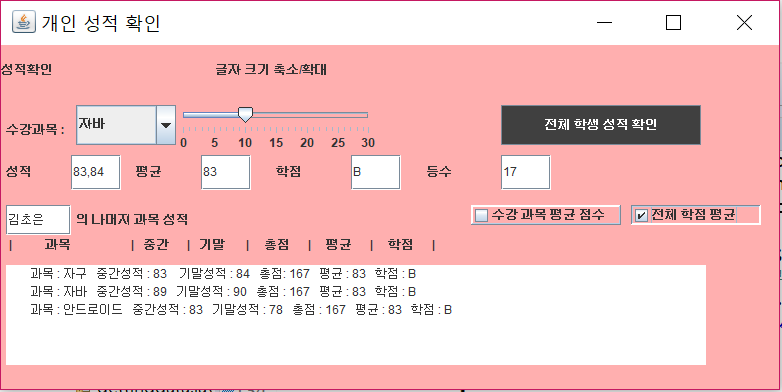 개인 성적 확인
성적확인 글자 크기 축소/확대
수강과목 : 자바 전체 학생 성적 확인
0 5 10 15 20 25 30
성적 83,84 평균 83 학점 B 등수 17
김초은 의 나머지 과목 성적 수강 과목 평균 점수 전체 학점 평균
| 과목 | 중간 | 기말 | 총점 | 평균 | 학점 |
과목 : 자구 중간성적 : 83 기말성적 : 84 총점: 167 평균 : 83 학점 : B
과목 : 자바 중간성적 : 89 기말성적 : 90 총점 : 167 평균 : 83 학점 : B
과목 : 안드로이드 중간성적 : 83 기말성적 : 78 총점 : 167 평균 : 83 학점 : B